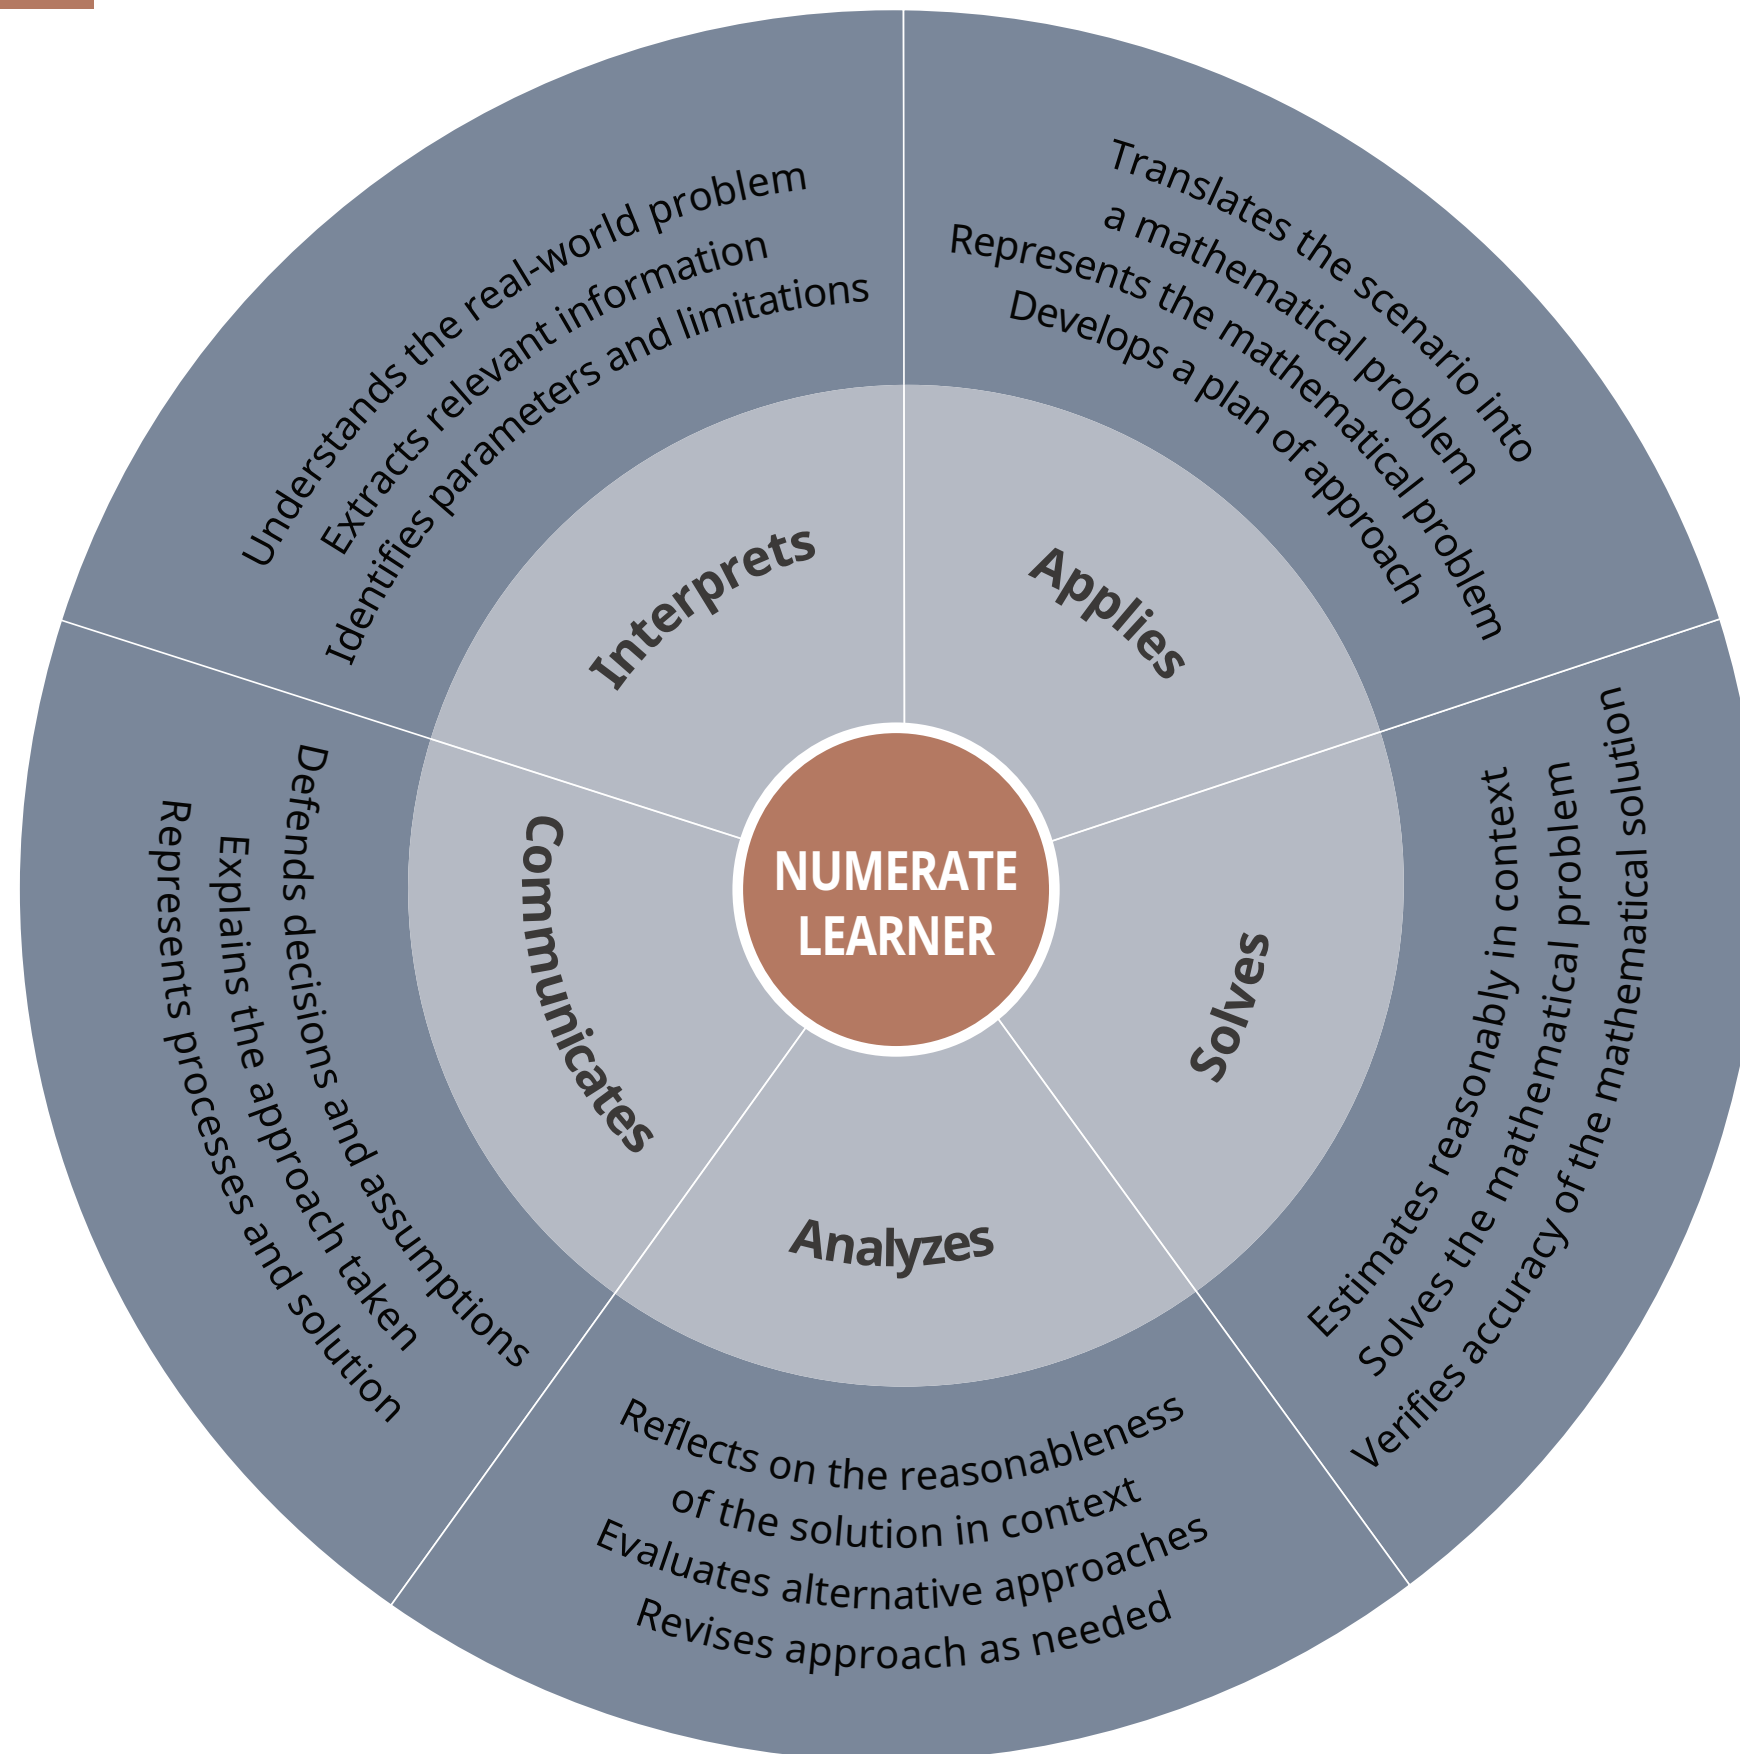 NUMERATE
LEARNER
Interprets
Understands the real-world problem
Extracts relevant information
Identifies parameters and limitations
Applies
Translates the scenario into
a mathematical problem
Represents the mathematical problem
Develops a plan of approach
Solves
Estimates reasonably in context
Solves the mathematical problem
Verifies accuracy of the mathematical solution
Analyzes
Reflects on the reasonableness
of the solution in context
Evaluates alternative approaches
Revises approach as needed
Communicates
Defends decisions and assumptions
Explains the approach taken
Represents processes and solution